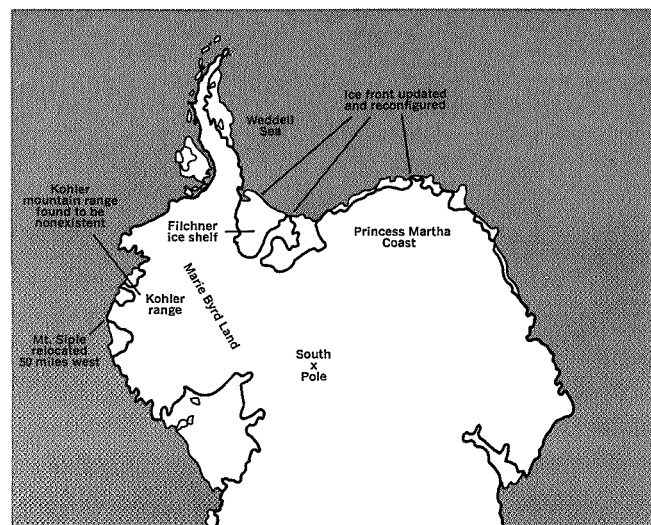 Ice front updated
and reconfigured
Weddell
Sea
Kohler
mountain range
found to be
nonexistent
Filchner
ice shelf
Princess Martha
Coast
Marie Byrd Land
Kohler
range
Mt. Siple
relocated
50 miles west
South
x
Pole